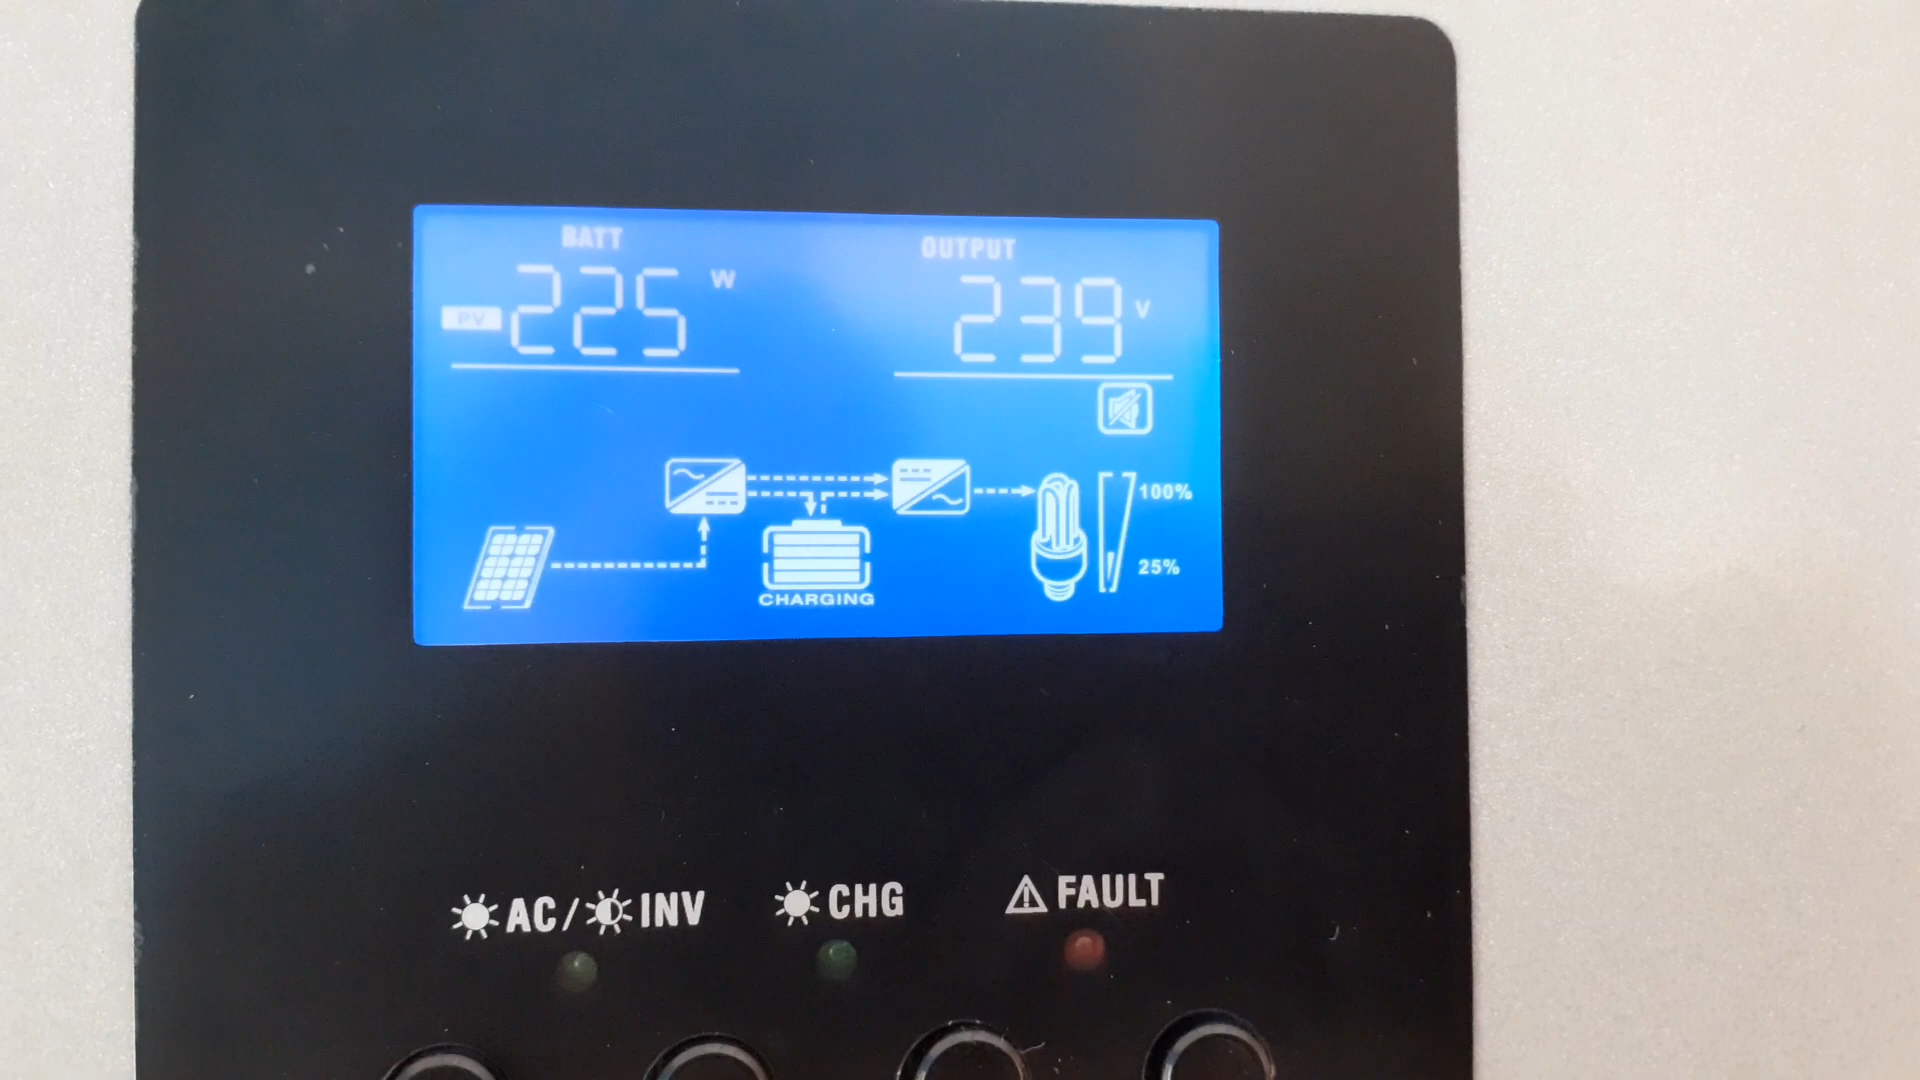 BATT
OUTPUT
PV 225 W
239 V
100%
25%
CHARGING
AC/ INV
CHG
FAULT